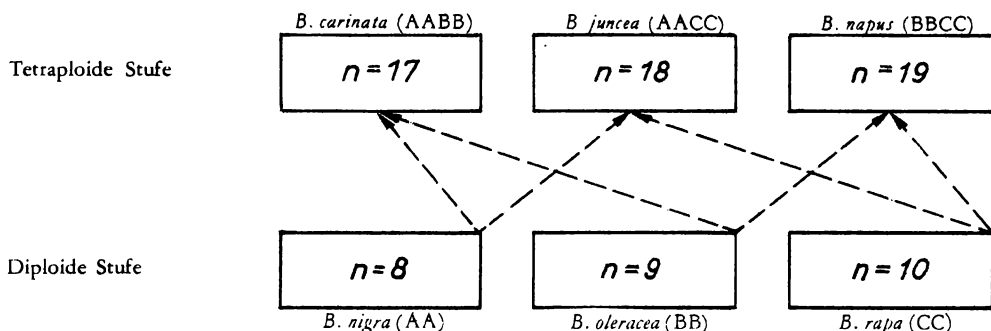 B. carinata (AABB) B juncea (AACC) B. napus (BBCC)
Tetraploide Stufe n=17 n=18 n=19
Diploide Stufe n=8 n=9 n=10
B. nigra (AA) B. oleracea (BB) B. rapa (CC)